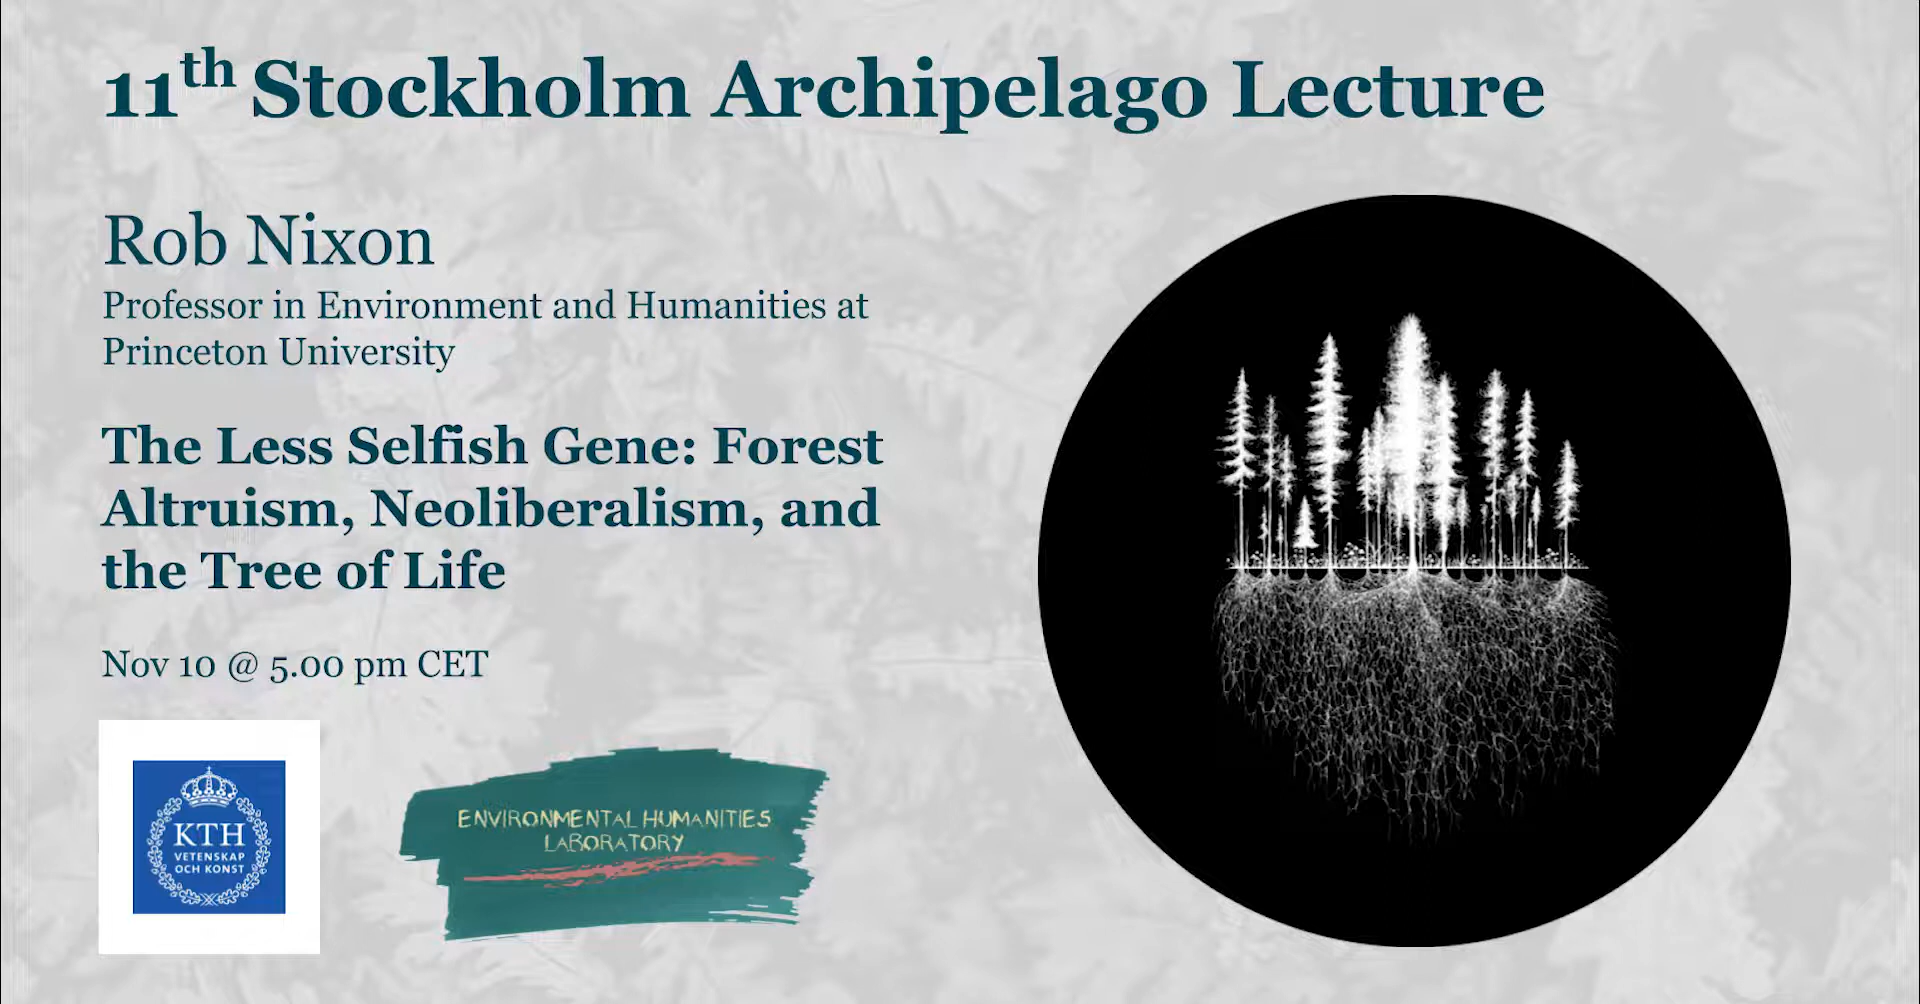 11th Stockholm Archipelago Lecture
Rob Nixon
Professor in Environment and Humanities at
Princeton University
The Less Selfish Gene: Forest
Altruism, Neoliberalism, and
the Tree of Life
Nov 10 @ 5.00 pm CET
KTH
VETENSKAP
OCH KONST
ENVIRONMENTAL HUMANITIES
LABORATORY